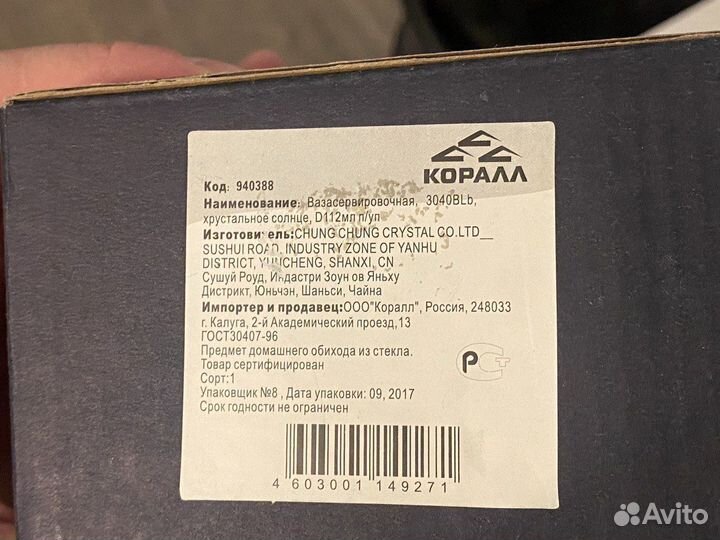 КОРАЛЛ
Код: 940388
Наименование: Вазасервировочная, 3040BLb,
хрустальное солнце, D112мл п/уп
Изготовитель:CHUNG CHUNG CRYSTAL CO.LTD__
SUSHUI ROAD, INDUSTRYZONE OF YANHU
DISTRICT, YUNCHENG, SHANXI, CN
Сушуй Роуд, Индастри Зоун ов Яньху
Дистрикт, Юньчэн, Шаньси, Чайна
Импортер и продавец:ООО"Коралл", Россия, 248033
г. Калуга, 2-й Академический проезд,13
ГОСТ30407-96
Предмет домашнего обихода из стекла.
Товар сертифицирован
Сорт:1
Упаковщик №8 , Дата упаковки: 09, 2017
Срок годности не ограничен
4 603001 149271
Avito